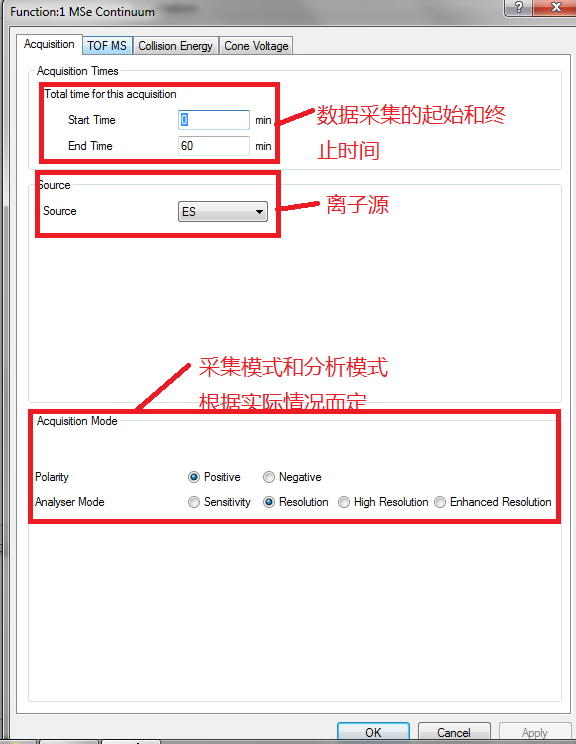 Function:1 MSe Continuum
?
X
Acquisition TOF MS Collision Energy Cone Voltage
Acquisition Times
Total time for this acquisition
Start Time 0 min
End Time 60 min
数据采集的起始和终
止时间
Source
Source ES
离子源
采集模式和分析模式
根据实际情况而定
Acquisition Mode
Polarity Positive Negative
Analyser Mode Sensitivity Resolution High Resolution Enhanced Resolution
OK Cancel Apply